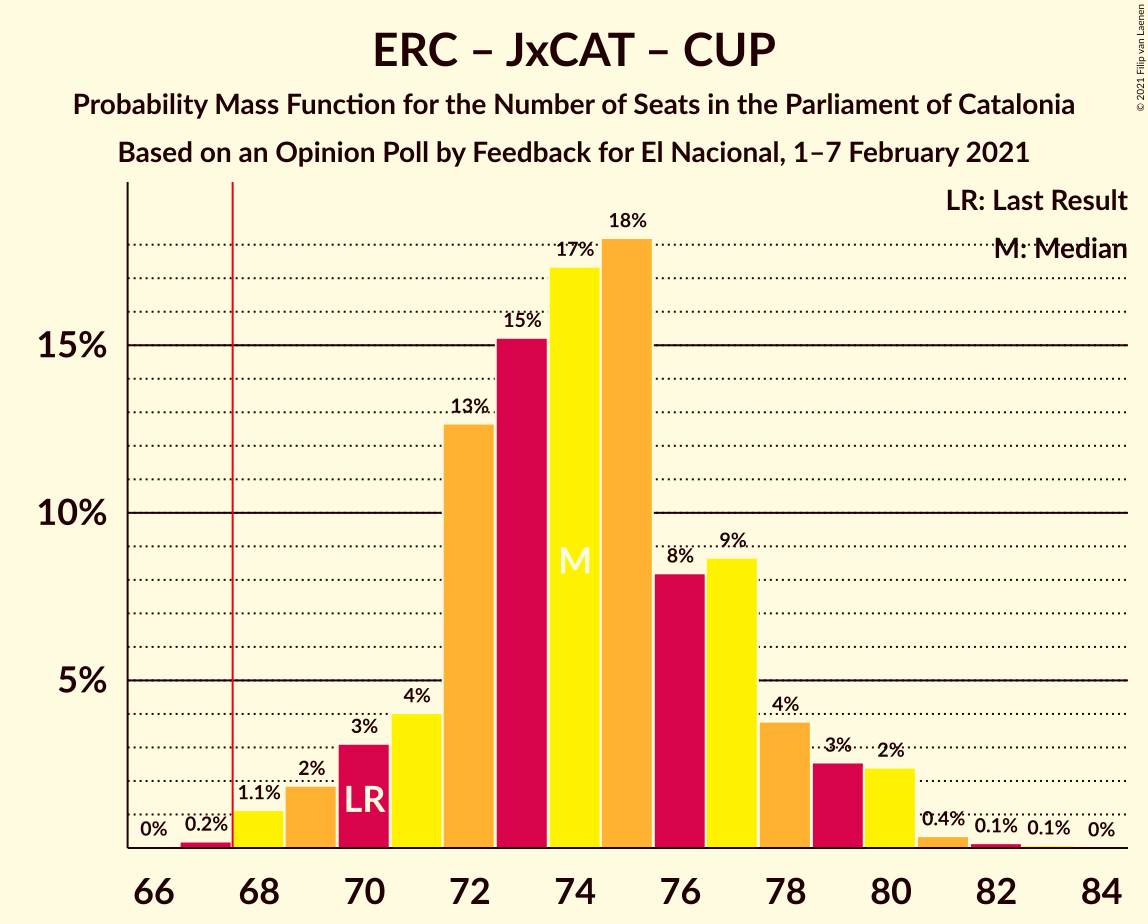 ERC – JxCAT – CUP
Probability Mass Function for the Number of Seats in the Parliament of Catalonia
Based on an Opinion Poll by Feedback for El Nacional, 1–7 February 2021
© 2021 Filip van Laenen
LR: Last Result
M: Median
15%
10%
5%
0%
0.2%
1.1%
2%
3%
4%
13%
15%
17%
18%
8%
9%
4%
3%
2%
0.4%
0.1%
0.1%
0%
LR
M
66 68 70 72 74 76 78 80 82 84